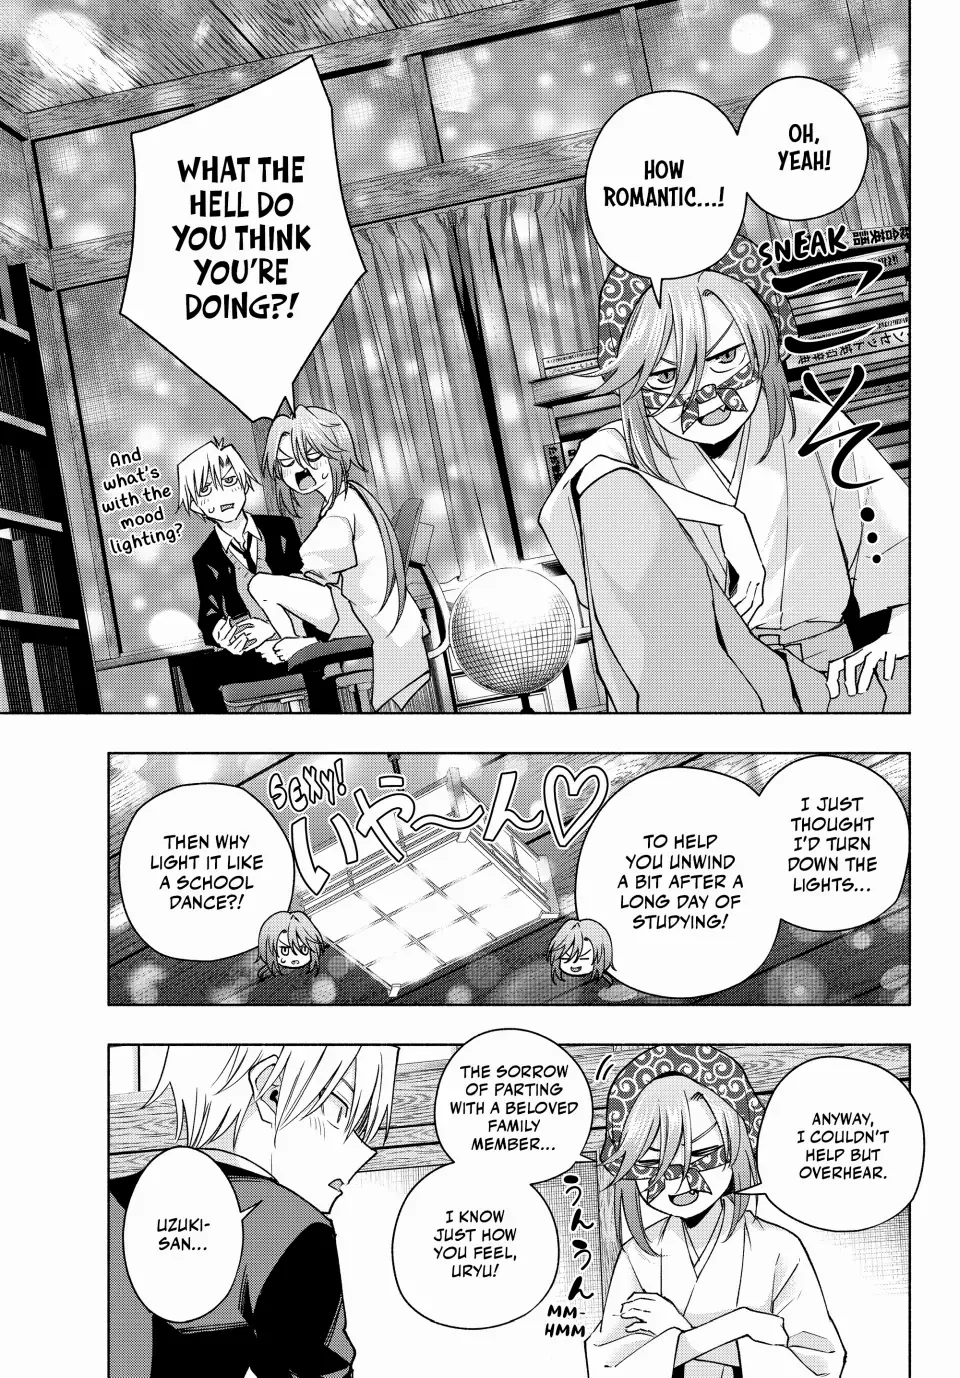 OH,
YEAH!
HOW
ROMANTIC...!
SNEAK
WHAT THE
HELL DO
YOU THINK
YOU'RE
DOING?!
And
what's
with the
mood
lighting?
I JUST
THOUGHT
I'D TURN
DOWN THE
LIGHTS...
TO HELP
YOU UNWIND
A BIT AFTER A
LONG DAY OF
STUDYING!
SEXY!
いや〜ん♡
THEN WHY
LIGHT IT LIKE
A SCHOOL
DANCE?!
ANYWAY,
I COULDN'T
HELP BUT
OVERHEAR.
THE SORROW
OF PARTING
WITH A BELOVED
FAMILY
MEMBER...
I KNOW
JUST HOW
YOU FEEL,
URYU!
うんうん
MM-
HMM
UZUKI-
SAN...